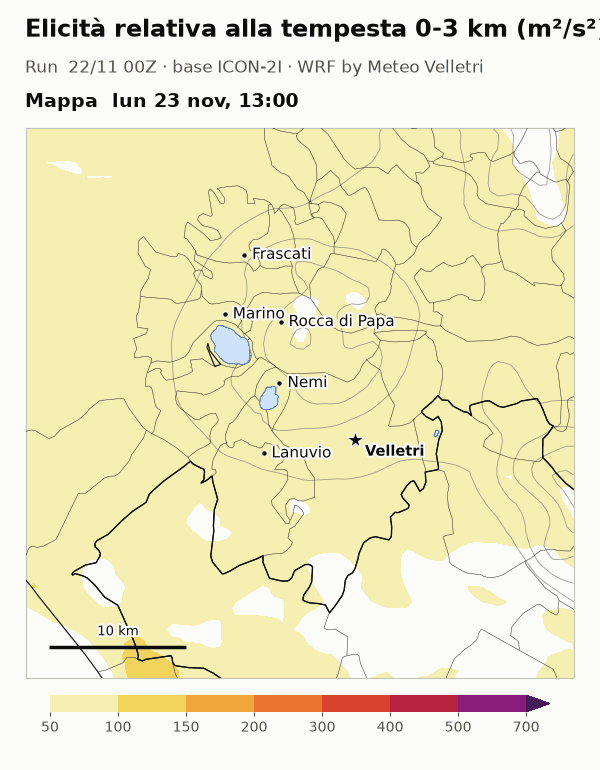 Elicità relativa alla tempesta 0-3 km (m²/s²)
Run  22/11 00Z · base ICON-2I · WRF by Meteo Velletri
Mappa  lun 23 nov, 13:00
Frascati
Marino
Rocca di Papa
Nemi
Velletri
Lanuvio
10 km
50 100 150 200 300 400 500 700